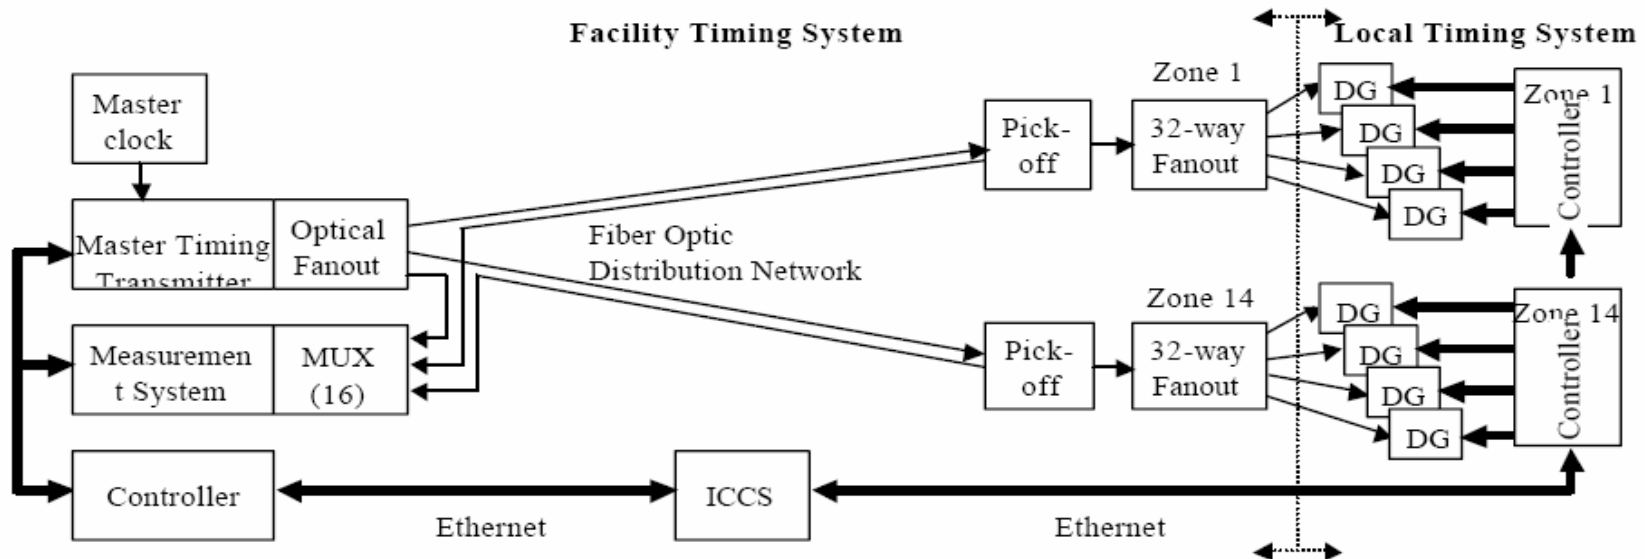 Facility Timing System
Local Timing System
Master
clock
Master Timing
Transmitter
Optical
Fanout
Measuremen
t System
MUX
(16)
Controller
Ethernet
ICCS
Ethernet
Fiber Optic
Distribution Network
Pick-
off
Zone 1
32-way
Fanout
DG
DG
DG
DG
Zone 1
Controller
Pick-
off
Zone 14
32-way
Fanout
DG
DG
DG
DG
Zone 14
Controller